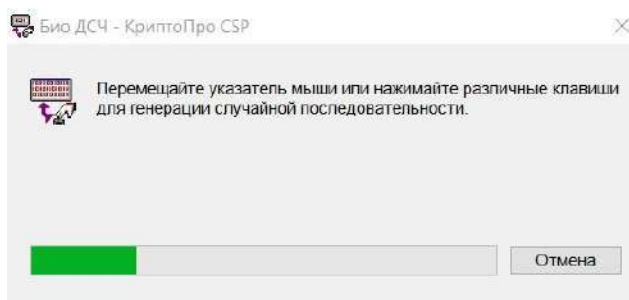 Био ДСЧ - КриптоПро CSP
Перемещайте указатель мыши или нажимайте различные клавиши
для генерации случайной последовательности.
Отмена